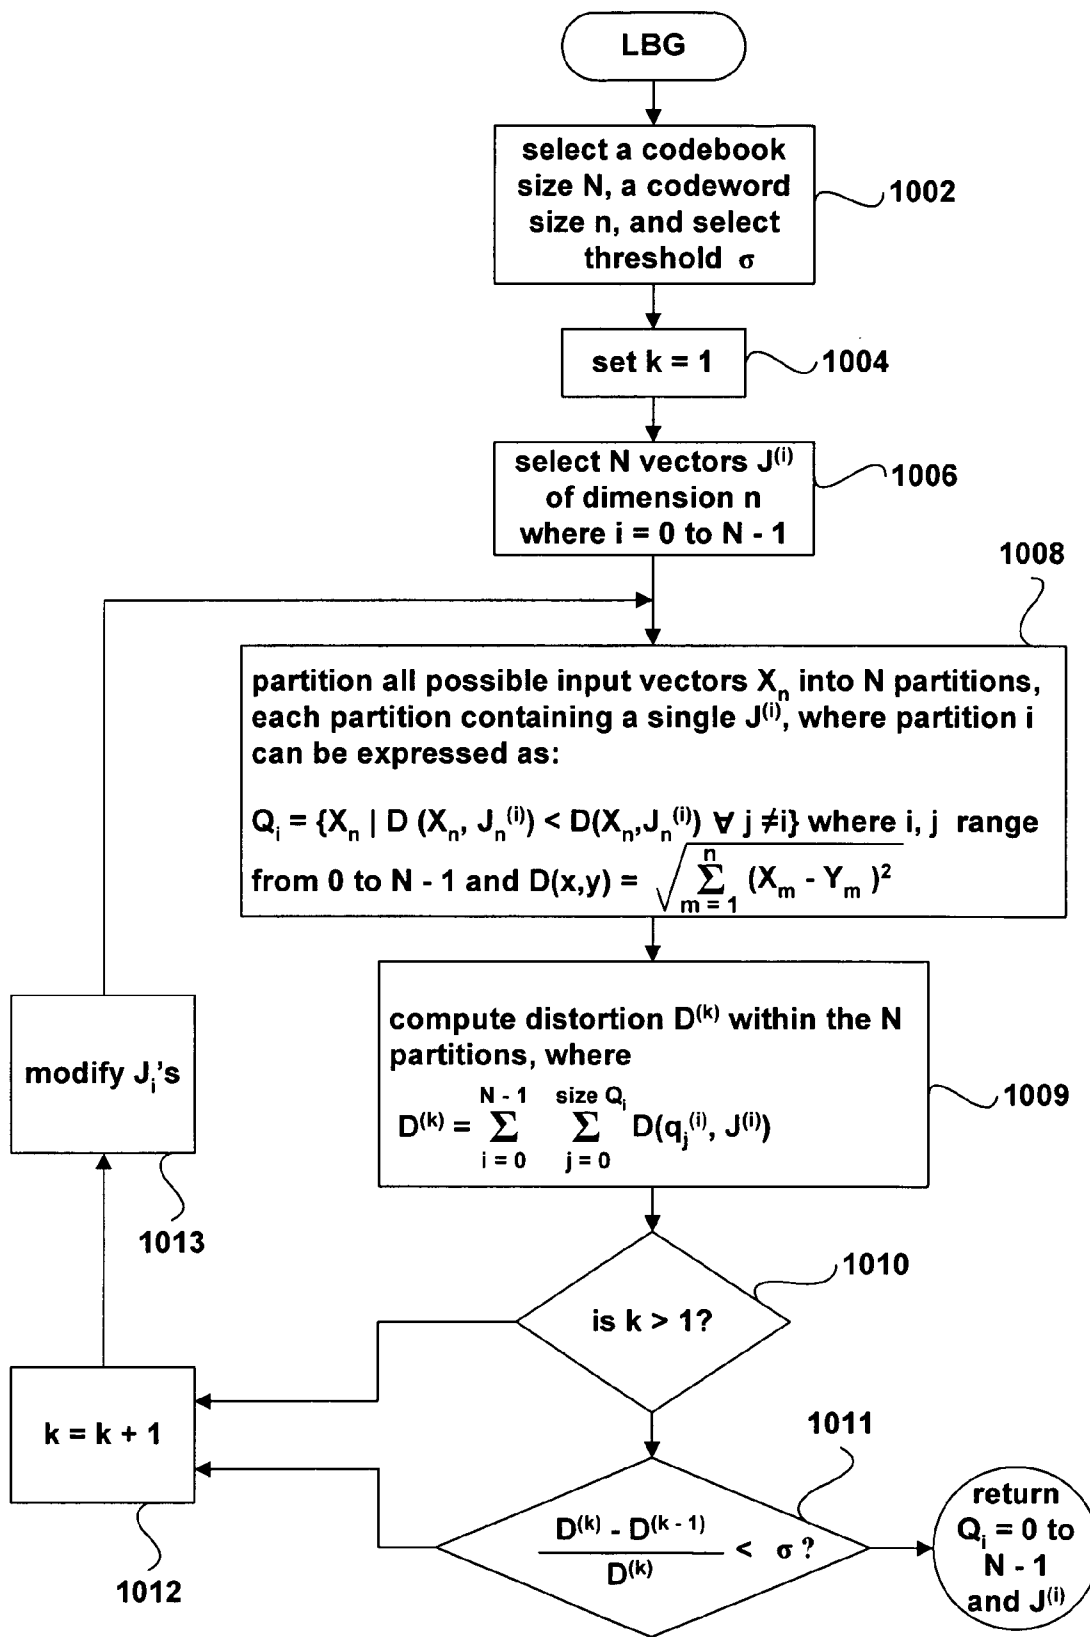 LBG
select a codebook
size N, a codeword
size n, and select
threshold σ
1002
set k = 1
1004
select N vectors J⁽ⁱ⁾
of dimension n
where i = 0 to N - 1
1006
1008
partition all possible input vectors Xₙ into N partitions,
each partition containing a single J⁽ⁱ⁾, where partition i
can be expressed as:
Qᵢ = {Xₙ | D (Xₙ, Jₙ⁽ⁱ⁾) < D(Xₙ,Jₙ⁽ⁱ⁾) ∀ j ≠i} where i, j range
from 0 to N - 1 and D(x,y) = √ n ∑ m = 1 (Xₘ - Yₘ )²
compute distortion D⁽ᵏ⁾ within the N
partitions, where
D⁽ᵏ⁾ = N - 1 ∑ i = 0 size Qᵢ ∑ j = 0 D(qⱼ⁽ⁱ⁾, J⁽ⁱ⁾)
1009
modify Jᵢ's
1013
is k > 1?
1010
k = k + 1
1012
D⁽ᵏ⁾ - D⁽ᵏ ⁻ ¹⁾
D⁽ᵏ⁾
< σ ?
1011
return
Qᵢ = 0 to
N - 1
and J⁽ⁱ⁾